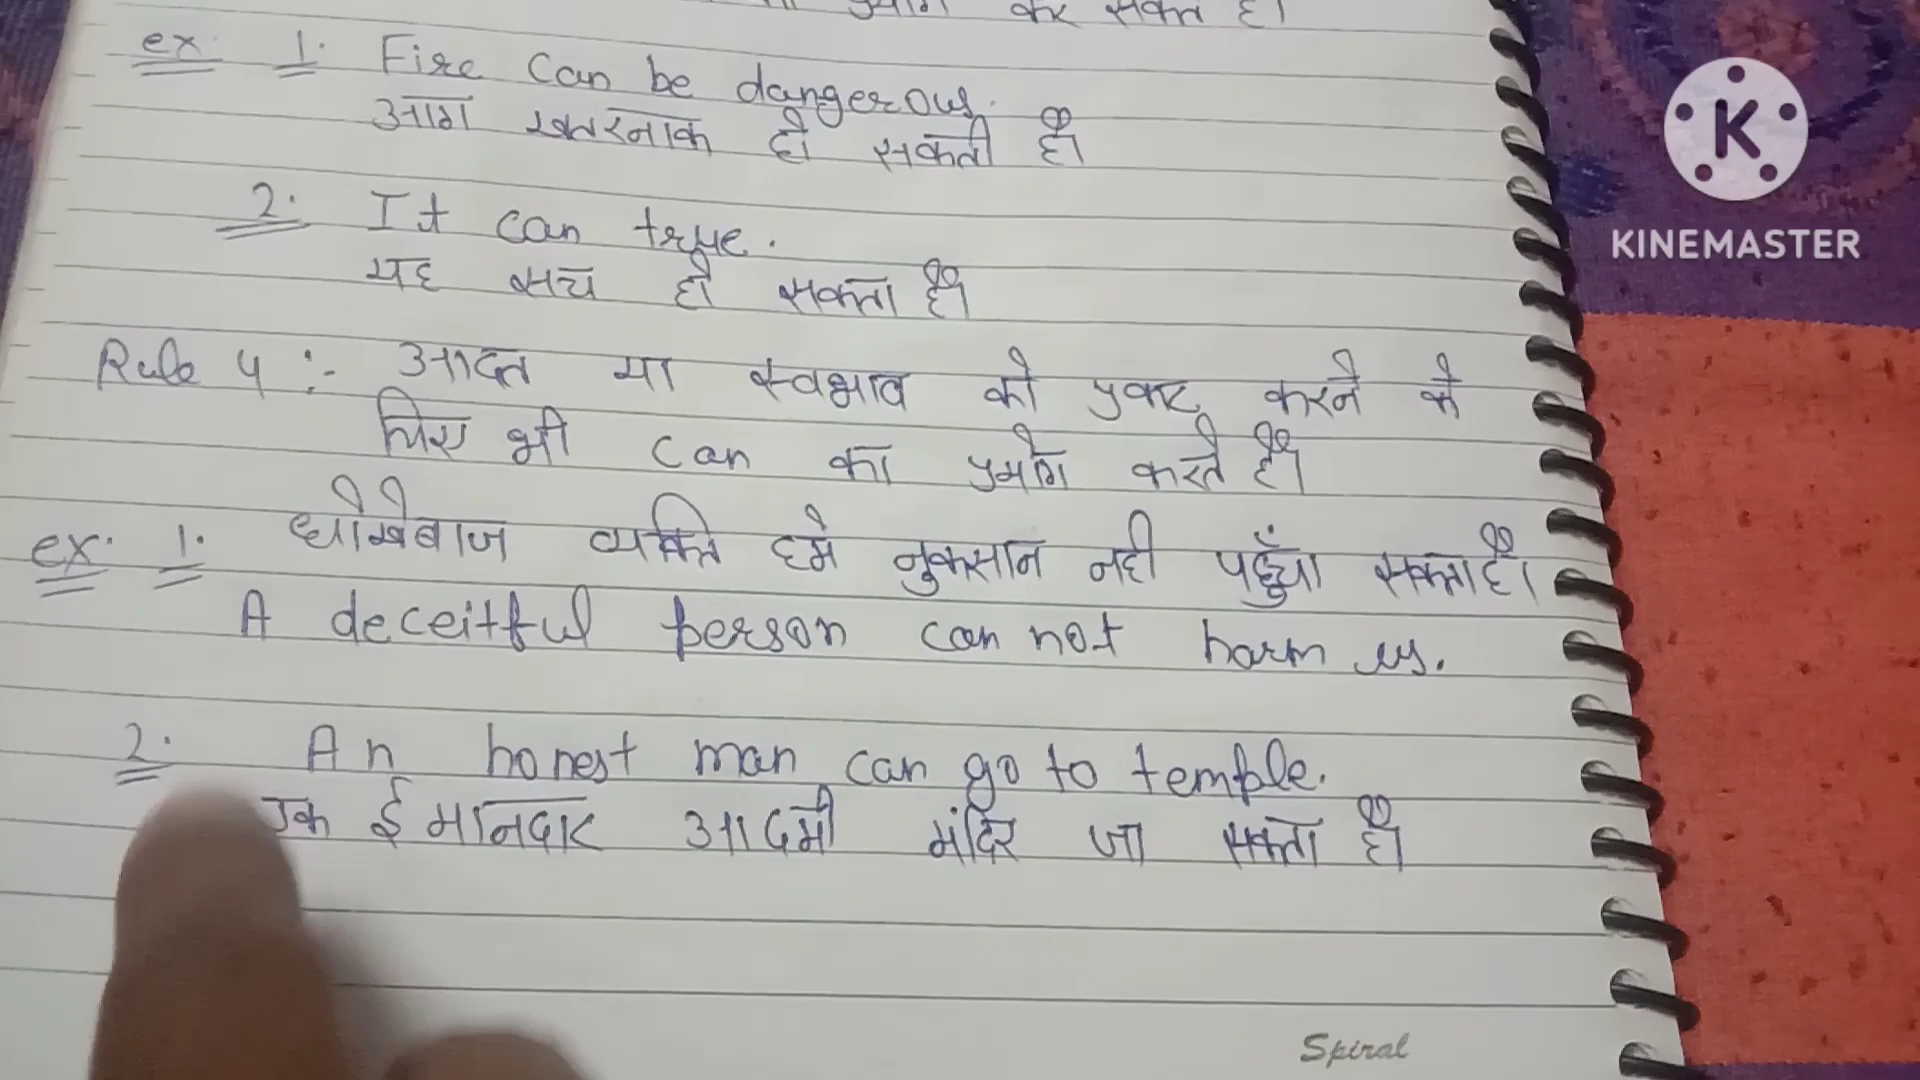 कर सकते है।
ex. 1. Fire can be dangerous.
आग खतरनाक हो सकती है।
2. It can true.
यह सच हो सकता है।
Rule 4 :- आदत या स्वभाव को प्रकट करने के
लिए भी can का प्रयोग करते है।
ex. 1. धोखेबाज व्यक्ति हमे नुकसान नही पहुँचा सकता है।
A deceitful person can not harm us.
2. An honest man can go to temple.
एक ईमानदार आदमी मंदिर जा सकता है।
Spiral
K
KINEMASTER